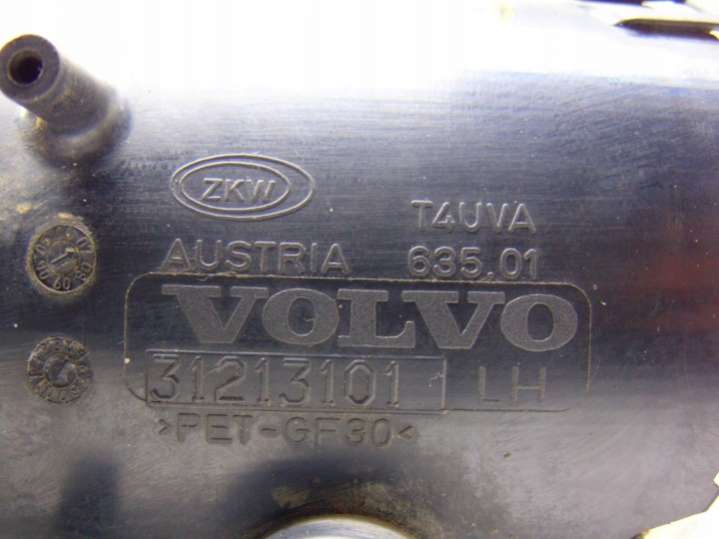 ZKW
T4UVA
AUSTRIA 635.01
VOLVO
31213101 LH
>PET-GF30<